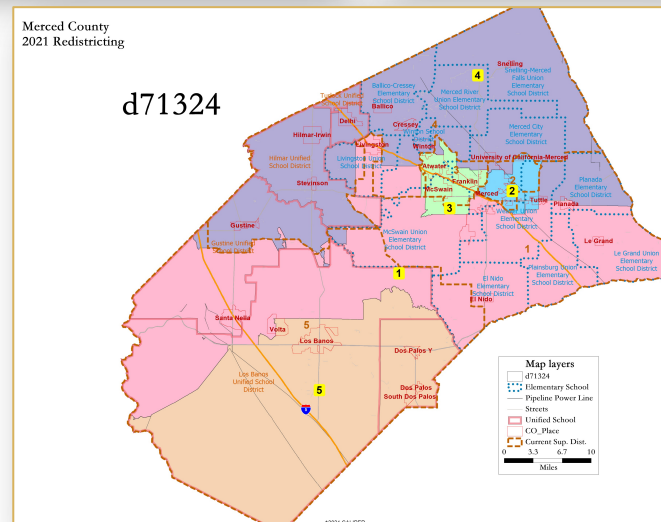 Merced County
2021 Redistricting
d71324
Snelling
4
Snelling-Merced
Falls Union
Elementary
School District
Ballico-Cressey
Elementary
School District
Merced River
Union Elementary
School District
Ballico
Delhi
Cressey
Merced City
Elementary
School District
Hilmar-Irwin
Livingston
Winton
Hilmar Unified
School District
Livingston Union
School District
University of California-Merced
Atwater
Franklin
Stevinson
McSwain
Merced
2
2
Planada
Elementary
School District
Tuttle
Planada
3
Weaver Union
Elementary
School District
Gustine
Gustine Unified
School District
McSwain Union
Elementary
School District
Le Grand
1
Le Grand Union
Elementary
School District
1
Plainsburg Union
Elementary
School District
El Nido
Elementary
School District
El Nido
Santa Nella
Volta
5
Los Banos
Dos Palos Y
Los Banos
Unified School
District
5
5
Dos Palos
South Dos Palos
Map layers
d71324
Elementary School
Pipeline Power Line
Streets
Unified School
CO_Place
Current Sup. Dist.
0 3.3 6.7 10
Miles